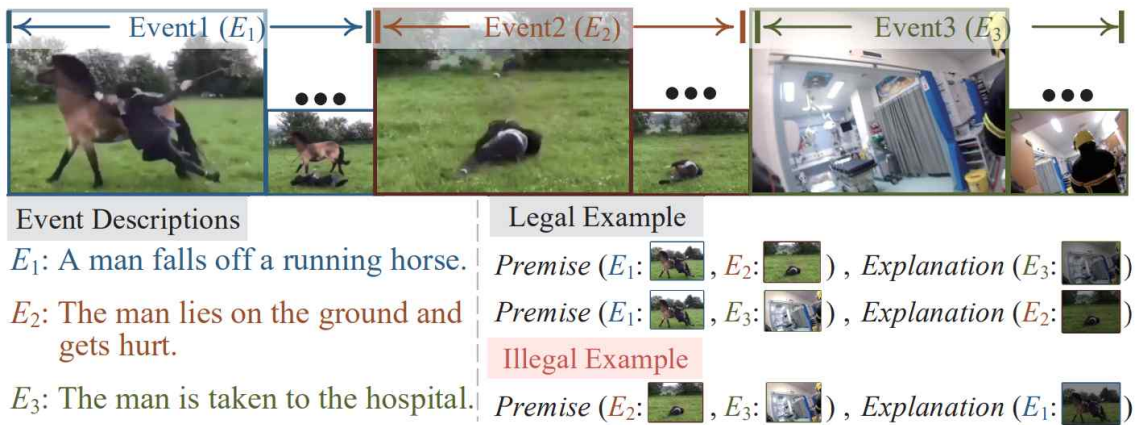 Event1 (E1) Event2 (E2) Event3 (E3)
Event Descriptions
E1: A man falls off a running horse.
E2: The man lies on the ground and
gets hurt.
E3: The man is taken to the hospital.
Legal Example
Premise (E1: , E2: ) , Explanation (E3: )
Premise (E1: , E3: ) , Explanation (E2: )
Illegal Example
Premise (E2: , E3: ) , Explanation (E1: )